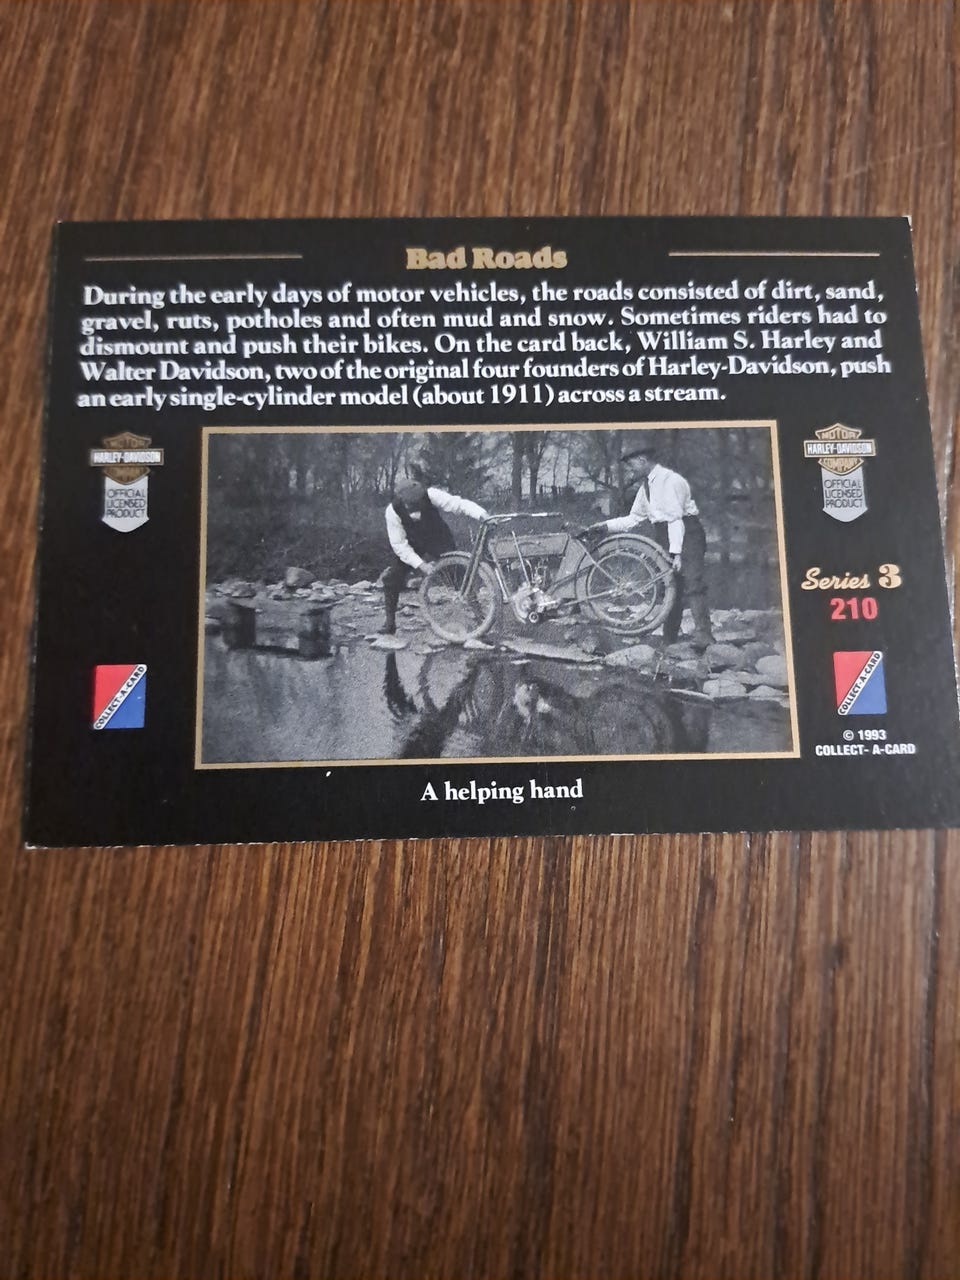 Bad Roads
During the early days of motor vehicles, the roads consisted of dirt, sand,
gravel, ruts, potholes and often mud and snow. Sometimes riders had to
dismount and push their bikes. On the card back, William S. Harley and
Walter Davidson, two of the original four founders of Harley-Davidson, push
an early single-cylinder model (about 1911) across a stream.
MOTOR
HARLEY-DAVIDSON
COMPANY
OFFICIAL
LICENSED
PRODUCT
MOTOR
HARLEY-DAVIDSON
COMPANY
OFFICIAL
LICENSED
PRODUCT
Series 3
210
COLLECT-A-CARD
COLLECT-A-CARD
© 1993
COLLECT- A-CARD
A helping hand